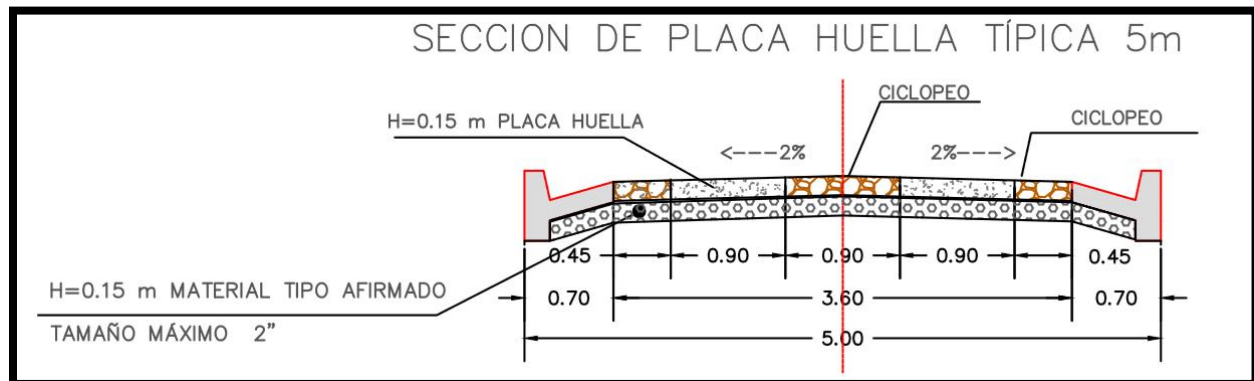 SECCION DE PLACA HUELLA TÍPICA 5m
CICLOPEO
H=0.15 m PLACA HUELLA
CICLOPEO
<---2%
2%--->
0.45
0.90
0.90
0.90
0.45
H=0.15 m MATERIAL TIPO AFIRMADO
0.70
3.60
0.70
TAMAÑO MÁXIMO 2"
5.00